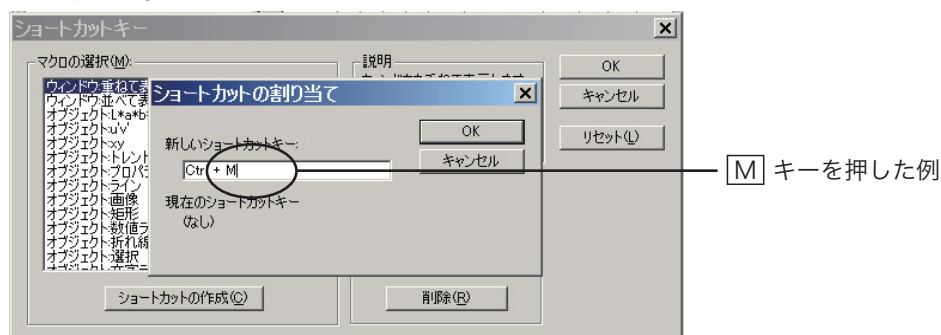 ショートカットキー
マクロの選択(M):
説明
OK
キャンセル
リセット(L)
ウィンドウ:重ねて表
ウィンドウ:並べて表
オブジェクト:L*a*b
オブジェクト:u'v'
オブジェクト:xy
オブジェクト:トレント
オブジェクト:プロパ
オブジェクト:ライン
オブジェクト:画像
オブジェクト:矩形
オブジェクト:数値ラ
オブジェクト:折れ線
オブジェクト:選択
ショートカットの割り当て
新しいショートカットキー:
Ctrl + M
OK
キャンセル
現在のショートカットキー
(なし)
ショートカットの作成(C)
削除(R)
M キーを押した例